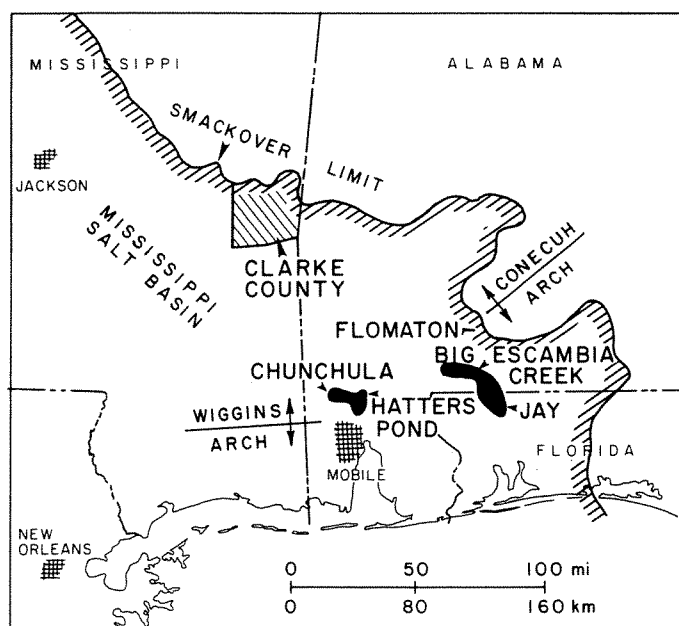 MISSISSIPPI
ALABAMA
SMACKOVER
LIMIT
JACKSON
MISSISSIPPI
SALT BASIN
CLARKE
COUNTY
CONECUH
ARCH
FLOMATON
BIG ESCAMBIA
CREEK
CHUNCHULA
HATTERS
POND
JAY
WIGGINS
ARCH
MOBILE
FLORIDA
NEW
ORLEANS
0 50 100 mi
0 80 160 km